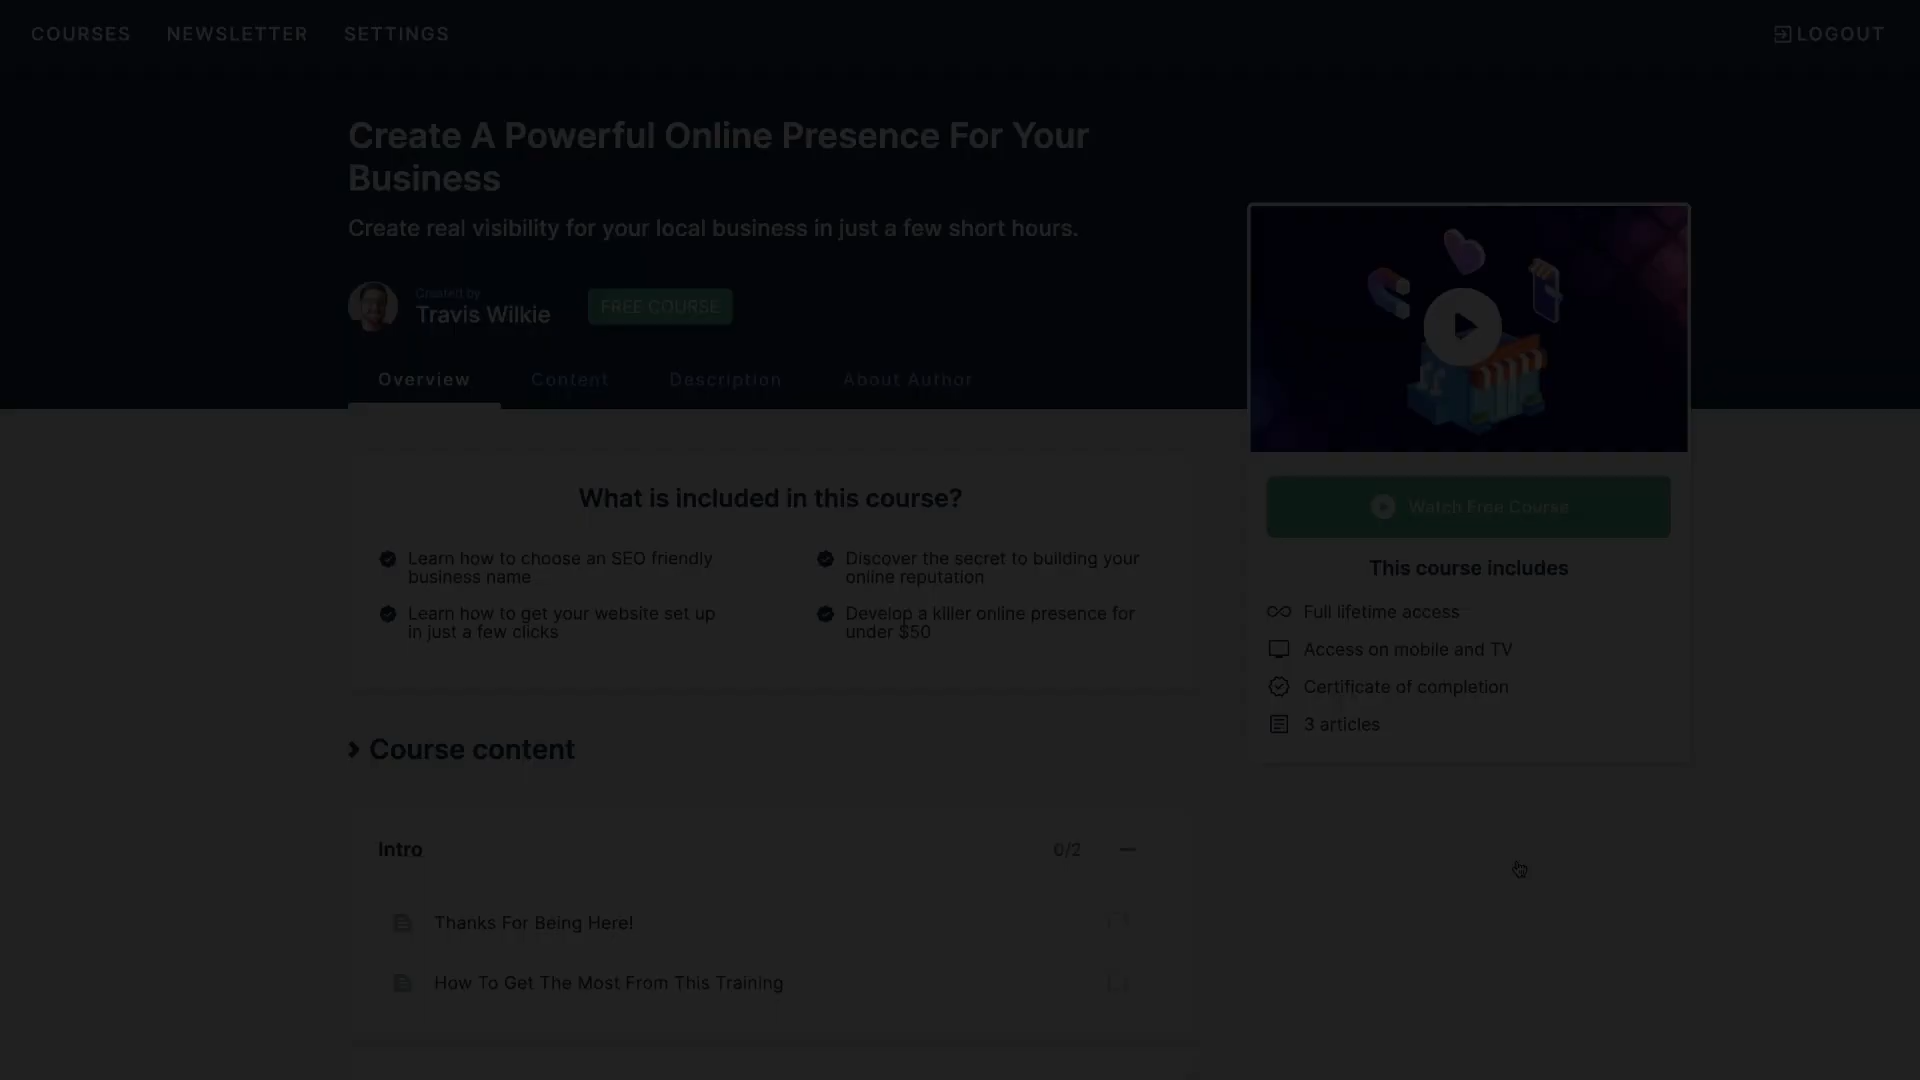 COURSES NEWSLETTER SETTINGS LOGOUT
Create A Powerful Online Presence For Your
Business
Create real visibility for your local business in just a few short hours.
Created by
Travis Wilkie
FREE COURSE
Overview Content Description About Author
What is included in this course?
Learn how to choose an SEO friendly
business name
Discover the secret to building your
online reputation
Learn how to get your website set up
in just a few clicks
Develop a killer online presence for
under $50
Watch Free Course
This course includes
Full lifetime access
Access on mobile and TV
Certificate of completion
3 articles
Course content
Intro 0/2
Thanks For Being Here!
How To Get The Most From This Training